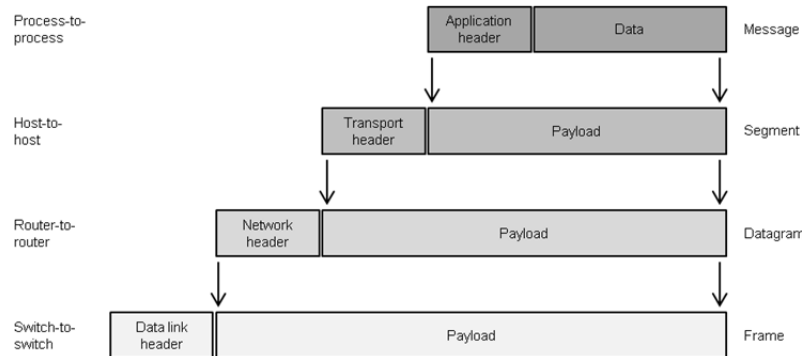 Process-to-
process
Application
header
Data
Message
Host-to-
host
Transport
header
Payload
Segment
Router-to-
router
Network
header
Payload
Datagram
Switch-to-
switch
Data link
header
Payload
Frame